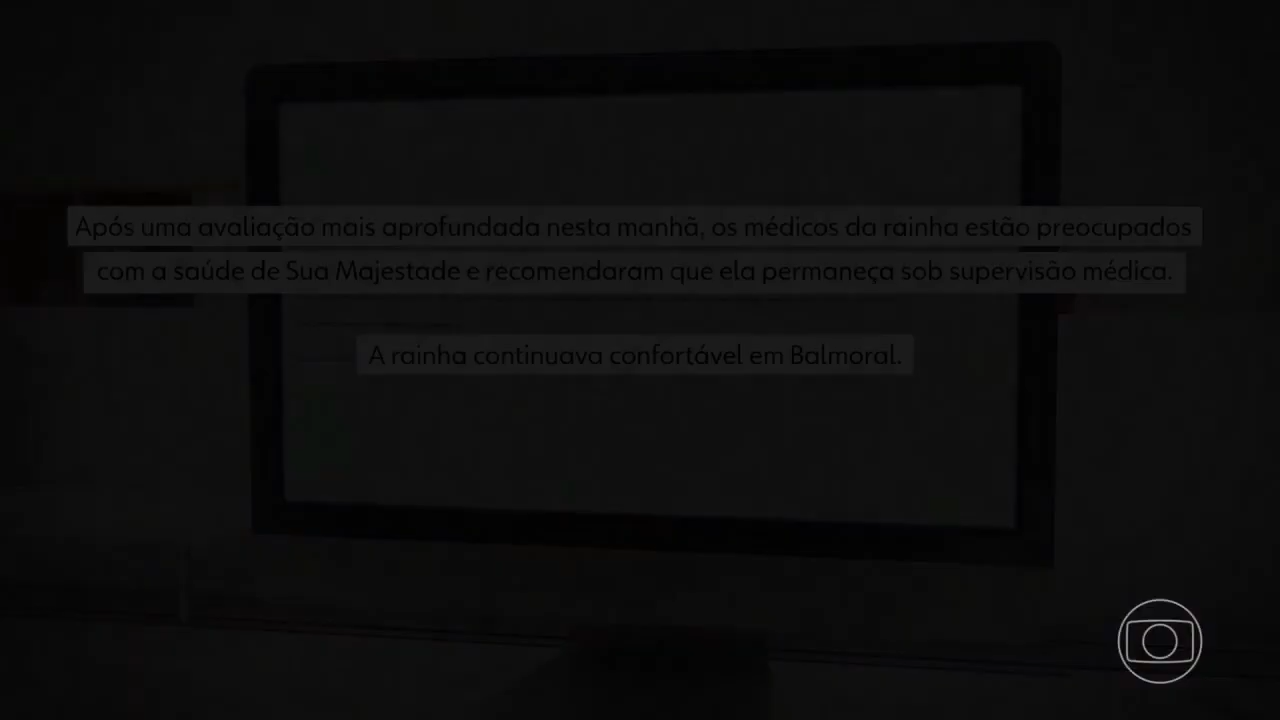 Após uma avaliação mais aprofundada nesta manhã, os médicos da rainha estão preocupados
com a saúde de Sua Majestade e recomendaram que ela permaneça sob supervisão médica.
A rainha continuava confortável em Balmoral.